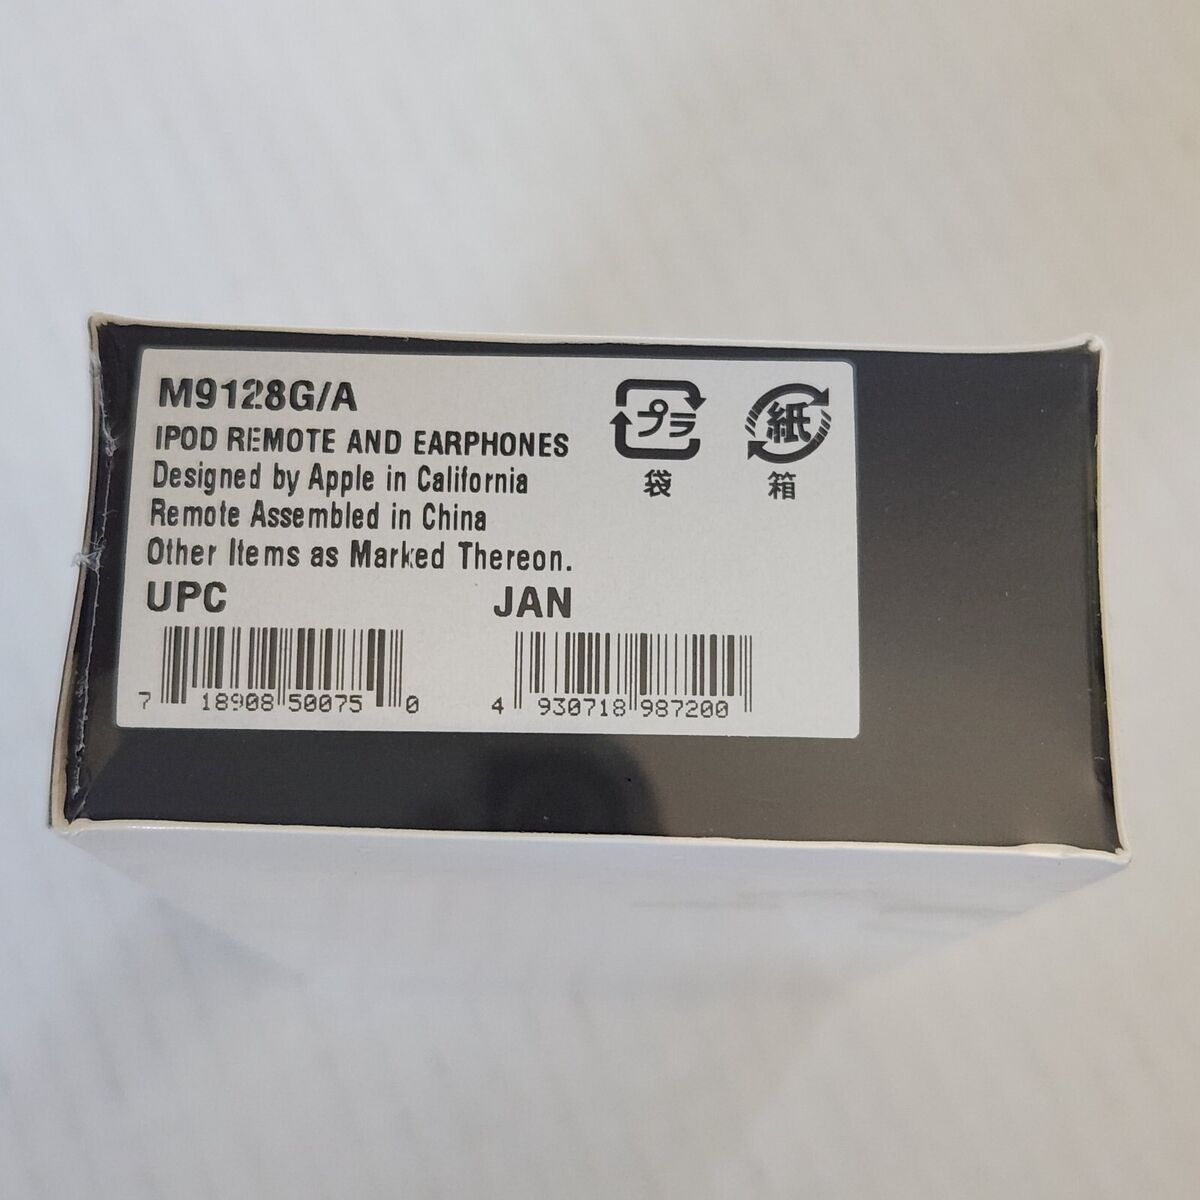 M9128G/A
IPOD REMOTE AND EARPHONES
Designed by Apple in California
Remote Assembled in China
Other Items as Marked Thereon.
プラ
袋
紙
箱
UPC
JAN
7 18908 50075 0
4 930718 987200